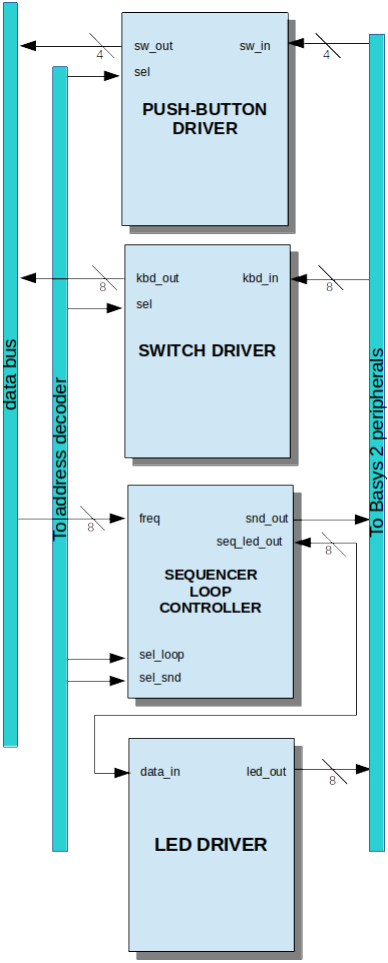 data bus
To address decoder
To Basys 2 peripherals
sw_out
sw_in
4
4
sel
PUSH-BUTTON
DRIVER
kbd_out
kbd_in
8
8
sel
SWITCH DRIVER
freq
snd_out
8
seq_led_out
8
SEQUENCER
LOOP
CONTROLLER
sel_loop
sel_snd
data_in
led_out
8
LED DRIVER